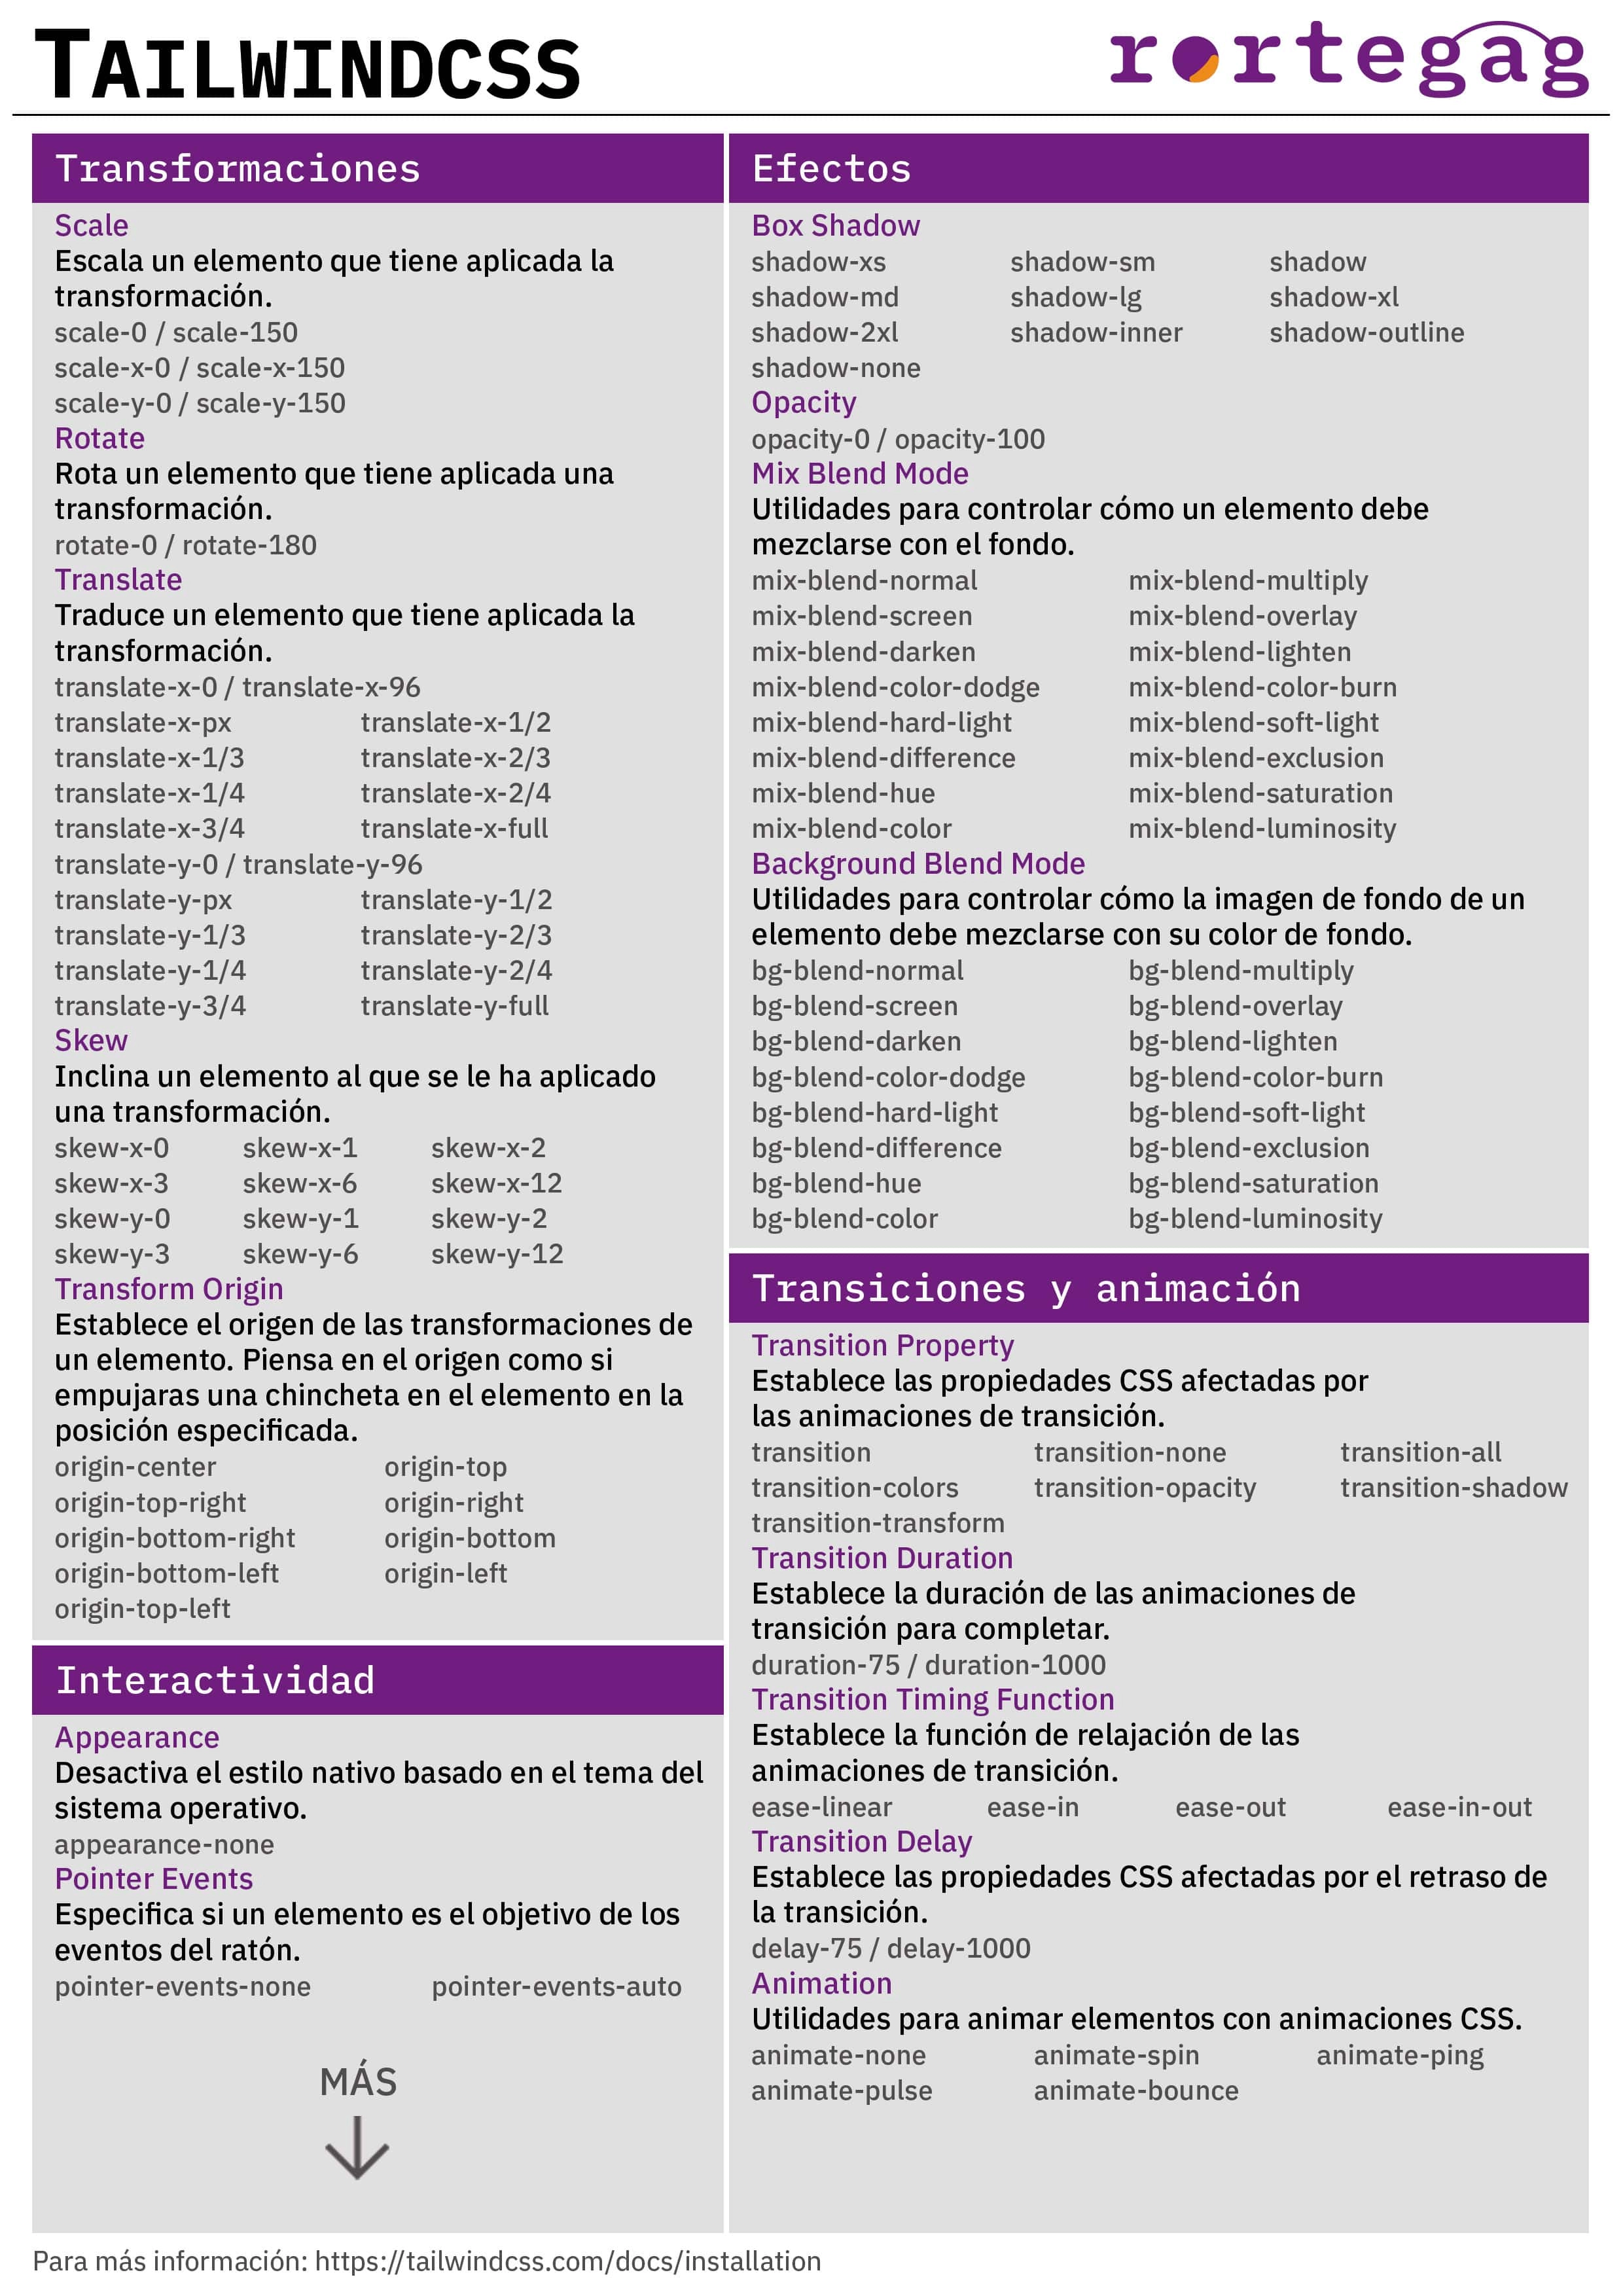 TAILWINDCSS
rortegag
Transformaciones
Scale
Escala un elemento que tiene aplicada la
transformación.
scale-0 / scale-150
scale-x-0 / scale-x-150
scale-y-0 / scale-y-150
Rotate
Rota un elemento que tiene aplicada una
transformación.
rotate-0 / rotate-180
Translate
Traduce un elemento que tiene aplicada la
transformación.
translate-x-0 / translate-x-96
translate-x-px translate-x-1/2
translate-x-1/3 translate-x-2/3
translate-x-1/4 translate-x-2/4
translate-x-3/4 translate-x-full
translate-y-0 / translate-y-96
translate-y-px translate-y-1/2
translate-y-1/3 translate-y-2/3
translate-y-1/4 translate-y-2/4
translate-y-3/4 translate-y-full
Skew
Inclina un elemento al que se le ha aplicado
una transformación.
skew-x-0 skew-x-1 skew-x-2
skew-x-3 skew-x-6 skew-x-12
skew-y-0 skew-y-1 skew-y-2
skew-y-3 skew-y-6 skew-y-12
Transform Origin
Establece el origen de las transformaciones de
un elemento. Piensa en el origen como si
empujaras una chincheta en el elemento en la
posición especificada.
origin-center origin-top
origin-top-right origin-right
origin-bottom-right origin-bottom
origin-bottom-left origin-left
origin-top-left
Interactividad
Appearance
Desactiva el estilo nativo basado en el tema del
sistema operativo.
appearance-none
Pointer Events
Especifica si un elemento es el objetivo de los
eventos del ratón.
pointer-events-none pointer-events-auto
MÁS
Efectos
Box Shadow
shadow-xs shadow-sm shadow
shadow-md shadow-lg shadow-xl
shadow-2xl shadow-inner shadow-outline
shadow-none
Opacity
opacity-0 / opacity-100
Mix Blend Mode
Utilidades para controlar cómo un elemento debe
mezclarse con el fondo.
mix-blend-normal mix-blend-multiply
mix-blend-screen mix-blend-overlay
mix-blend-darken mix-blend-lighten
mix-blend-color-dodge mix-blend-color-burn
mix-blend-hard-light mix-blend-soft-light
mix-blend-difference mix-blend-exclusion
mix-blend-hue mix-blend-saturation
mix-blend-color mix-blend-luminosity
Background Blend Mode
Utilidades para controlar cómo la imagen de fondo de un
elemento debe mezclarse con su color de fondo.
bg-blend-normal bg-blend-multiply
bg-blend-screen bg-blend-overlay
bg-blend-darken bg-blend-lighten
bg-blend-color-dodge bg-blend-color-burn
bg-blend-hard-light bg-blend-soft-light
bg-blend-difference bg-blend-exclusion
bg-blend-hue bg-blend-saturation
bg-blend-color bg-blend-luminosity
Transiciones y animación
Transition Property
Establece las propiedades CSS afectadas por
las animaciones de transición.
transition transition-none transition-all
transition-colors transition-opacity transition-shadow
transition-transform
Transition Duration
Establece la duración de las animaciones de
transición para completar.
duration-75 / duration-1000
Transition Timing Function
Establece la función de relajación de las
animaciones de transición.
ease-linear ease-in ease-out ease-in-out
Transition Delay
Establece las propiedades CSS afectadas por el retraso de
la transición.
delay-75 / delay-1000
Animation
Utilidades para animar elementos con animaciones CSS.
animate-none animate-spin animate-ping
animate-pulse animate-bounce
Para más información: https://tailwindcss.com/docs/installation